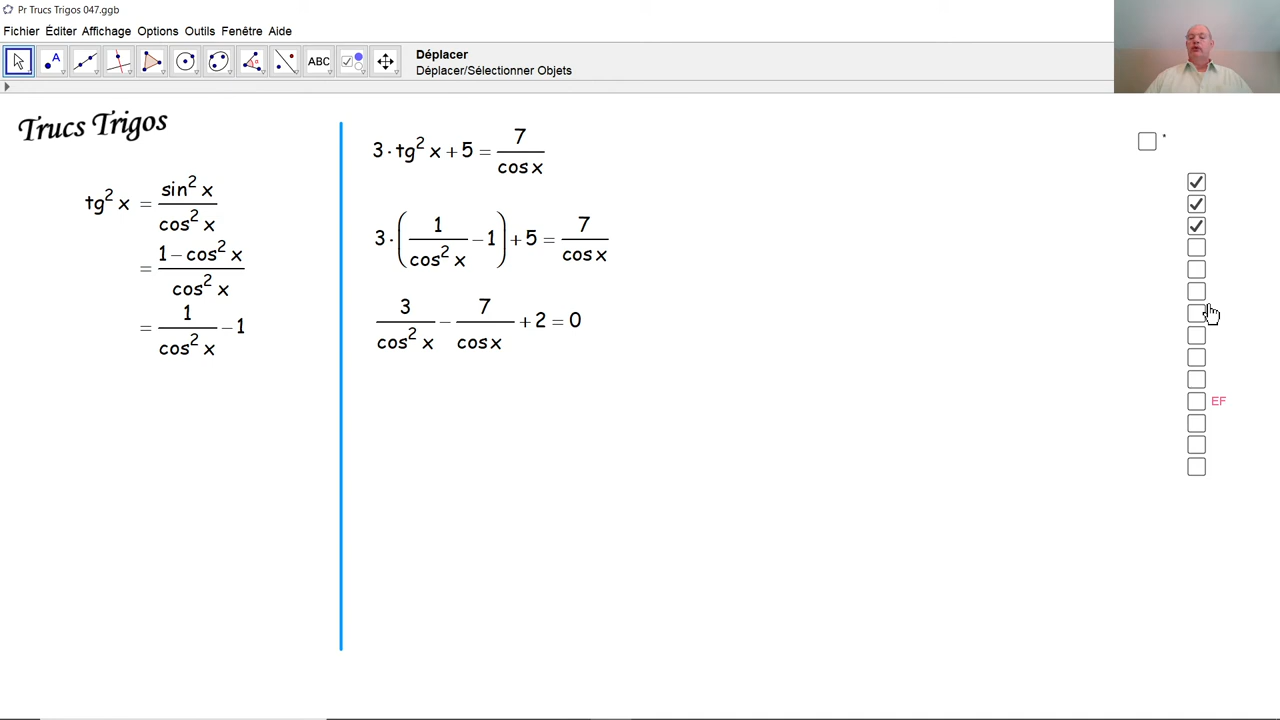 Pr Trucs Trigos 047.ggb
Fichier Éditer Affichage Options Outils Fenêtre Aide
A
ABC
Déplacer
Déplacer/Sélectionner Objets
Trucs Trigos
tg² x = sin² x / cos² x
= 1 − cos² x / cos² x
= 1 / cos² x − 1
3 · tg² x + 5 = 7 / cos x
3 · (1 / cos² x − 1) + 5 = 7 / cos x
3 / cos² x − 7 / cos x + 2 = 0
EF